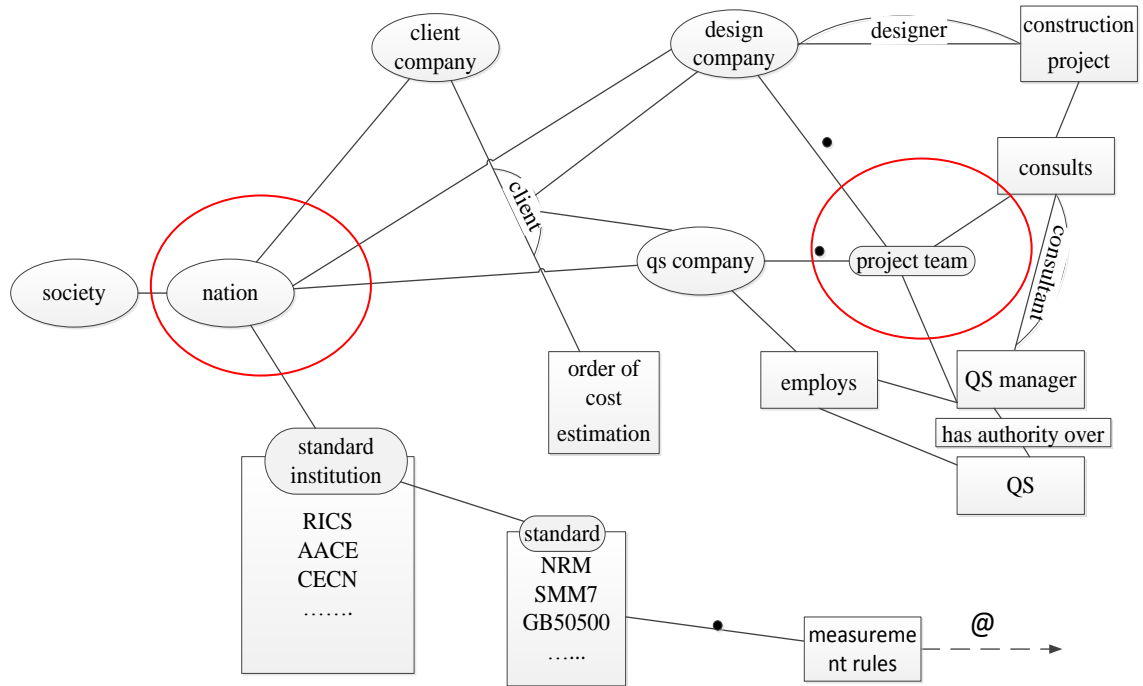 client
company
design
company
designer
construction
project
consults
client
consultant
society
nation
qs company
project team
order of
cost
estimation
employs
QS manager
has authority over
QS
standard
institution
RICS
AACE
CECN
…….
standard
NRM
SMM7
GB50500
…...
measureme
nt rules
@